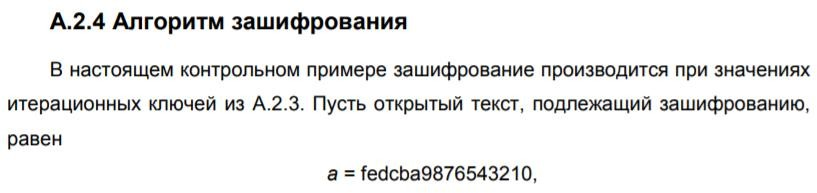 А.2.4 Алгоритм зашифрования
В настоящем контрольном примере зашифрование производится при значениях
итерационных ключей из А.2.3. Пусть открытый текст, подлежащий зашифрованию,
равен
a = fedcba9876543210,